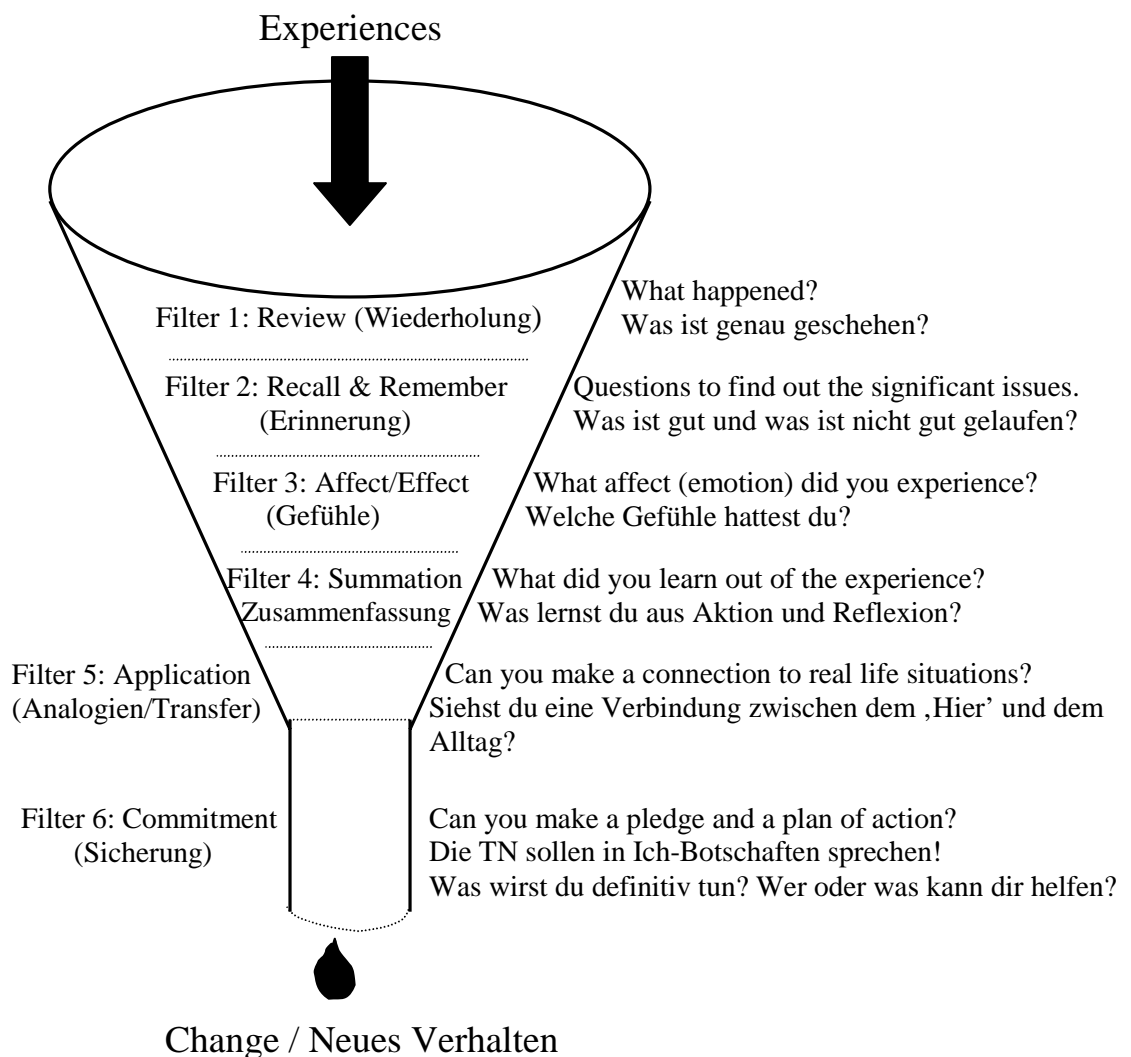 Experiences
What happened?
Filter 1: Review (Wiederholung)
Was ist genau geschehen?
Filter 2: Recall & Remember
(Erinnerung)
Questions to find out the significant issues.
Was ist gut und was ist nicht gut gelaufen?
Filter 3: Affect/Effect
(Gefühle)
What affect (emotion) did you experience?
Welche Gefühle hattest du?
Filter 4: Summation
Zusammenfassung
What did you learn out of the experience?
Was lernst du aus Aktion und Reflexion?
Filter 5: Application
(Analogien/Transfer)
Can you make a connection to real life situations?
Siehst du eine Verbindung zwischen dem ‚Hier’ und dem
Alltag?
Filter 6: Commitment
(Sicherung)
Can you make a pledge and a plan of action?
Die TN sollen in Ich-Botschaften sprechen!
Was wirst du definitiv tun? Wer oder was kann dir helfen?
Change / Neues Verhalten